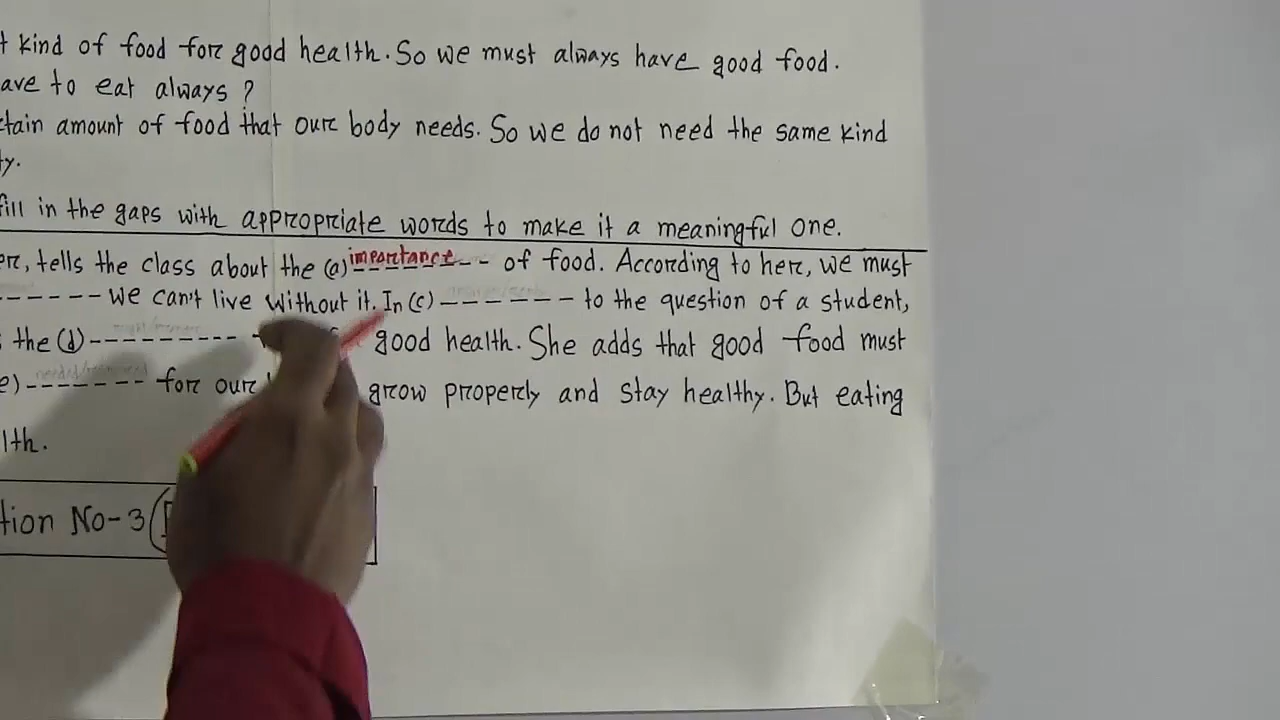 t kind of food for good health. So we must always have good food.
ave to eat always ?
tain amount of food that our body needs. So we do not need the same kind
ty.
fill in the gaps with appropriate words to make it a meaningful one.
er, tells the class about the (a) importance of food. According to her, we must
------ we can't live without it. In (c) ------- to the question of a student,
the (d) --------- good health. She adds that good food must
e) ------- for our grow properly and stay healthy. But eating
lth.
tion No-3